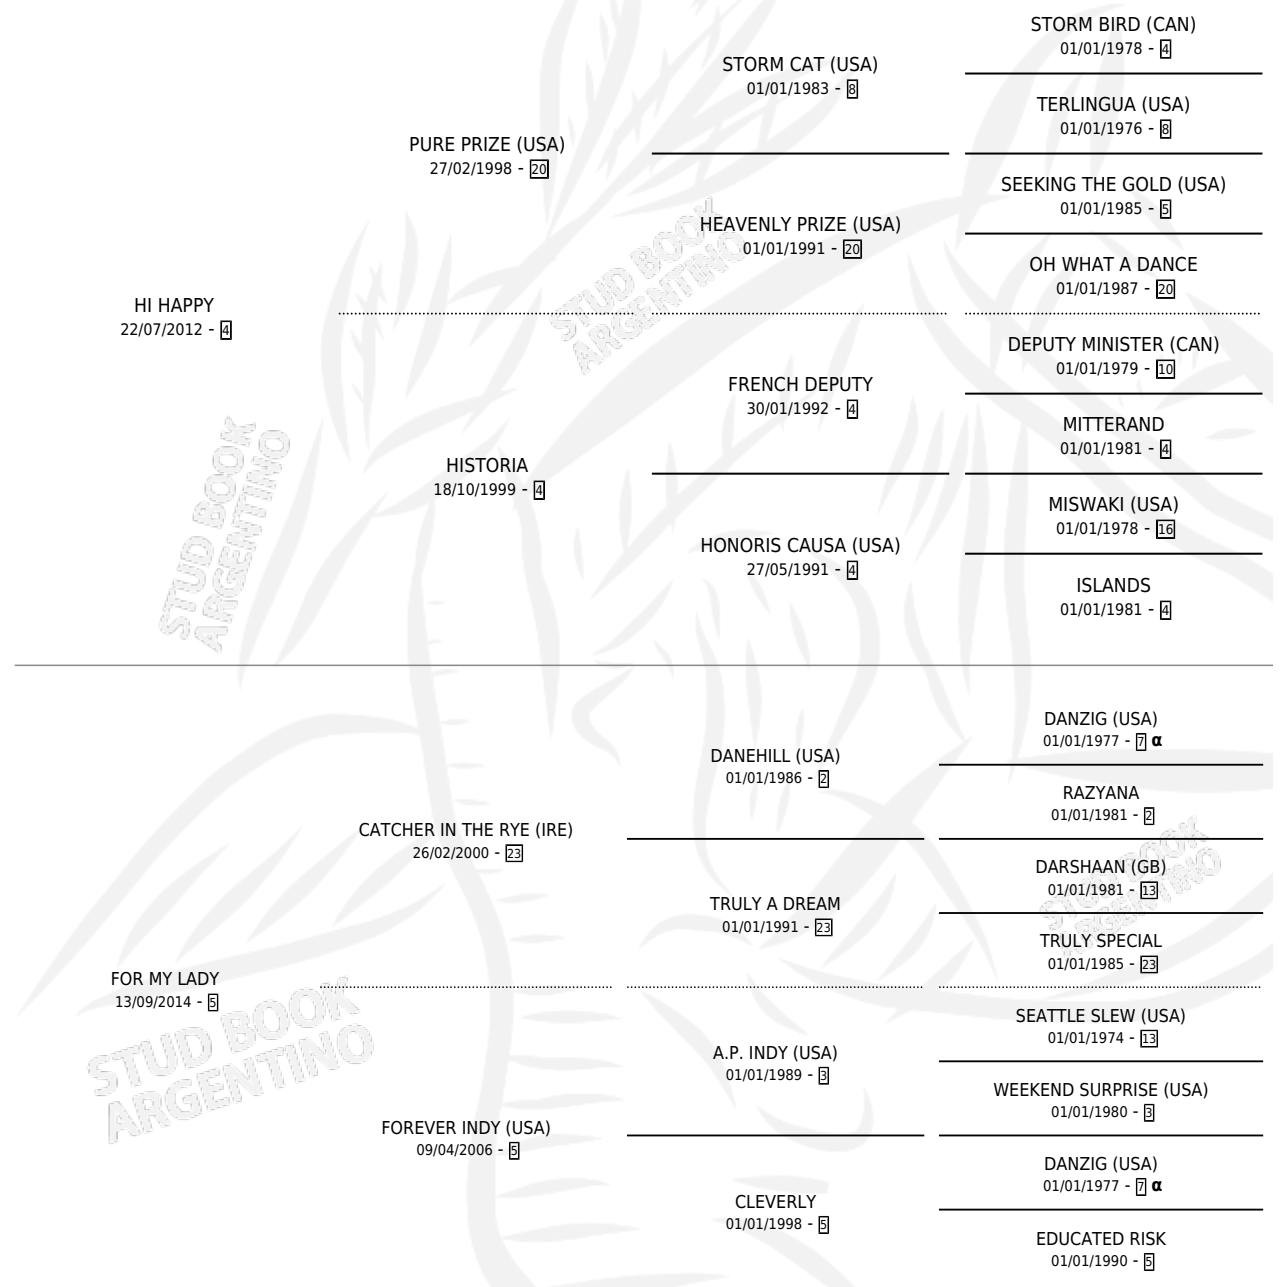 STORM BIRD (CAN)
01/01/1978 - 4
STORM CAT (USA)
01/01/1983 - 8
TERLINGUA (USA)
01/01/1976 - 8
PURE PRIZE (USA)
27/02/1998 - 20
SEEKING THE GOLD (USA)
01/01/1985 - 5
HEAVENLY PRIZE (USA)
01/01/1991 - 20
OH WHAT A DANCE
01/01/1987 - 20
HI HAPPY
22/07/2012 - 4
DEPUTY MINISTER (CAN)
01/01/1979 - 10
FRENCH DEPUTY
30/01/1992 - 4
MITTERAND
01/01/1981 - 4
HISTORIA
18/10/1999 - 4
MISWAKI (USA)
01/01/1978 - 16
HONORIS CAUSA (USA)
27/05/1991 - 4
ISLANDS
01/01/1981 - 4
DANZIG (USA)
01/01/1977 - 7 α
DANEHILL (USA)
01/01/1986 - 2
RAZYANA
01/01/1981 - 2
CATCHER IN THE RYE (IRE)
26/02/2000 - 23
DARSHAAN (GB)
01/01/1981 - 13
TRULY A DREAM
01/01/1991 - 23
TRULY SPECIAL
01/01/1985 - 23
FOR MY LADY
13/09/2014 - 5
SEATTLE SLEW (USA)
01/01/1974 - 13
A.P. INDY (USA)
01/01/1989 - 3
WEEKEND SURPRISE (USA)
01/01/1980 - 3
FOREVER INDY (USA)
09/04/2006 - 5
DANZIG (USA)
01/01/1977 - 7 α
CLEVERLY
01/01/1998 - 5
EDUCATED RISK
01/01/1990 - 5
STUD BOOK
ARGENTINO
STUD BOOK
ARGENTINO
STUD BOOK
ARGENTINO
STUD BOOK
ARGENTINO